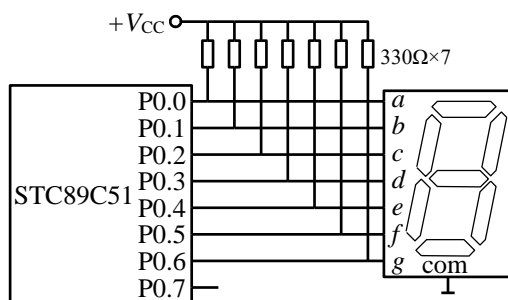 +VCC
330Ω×7
P0.0 a
P0.1 b
P0.2 c
STC89C51 P0.3 d
P0.4 e
P0.5 f
P0.6 g com
P0.7